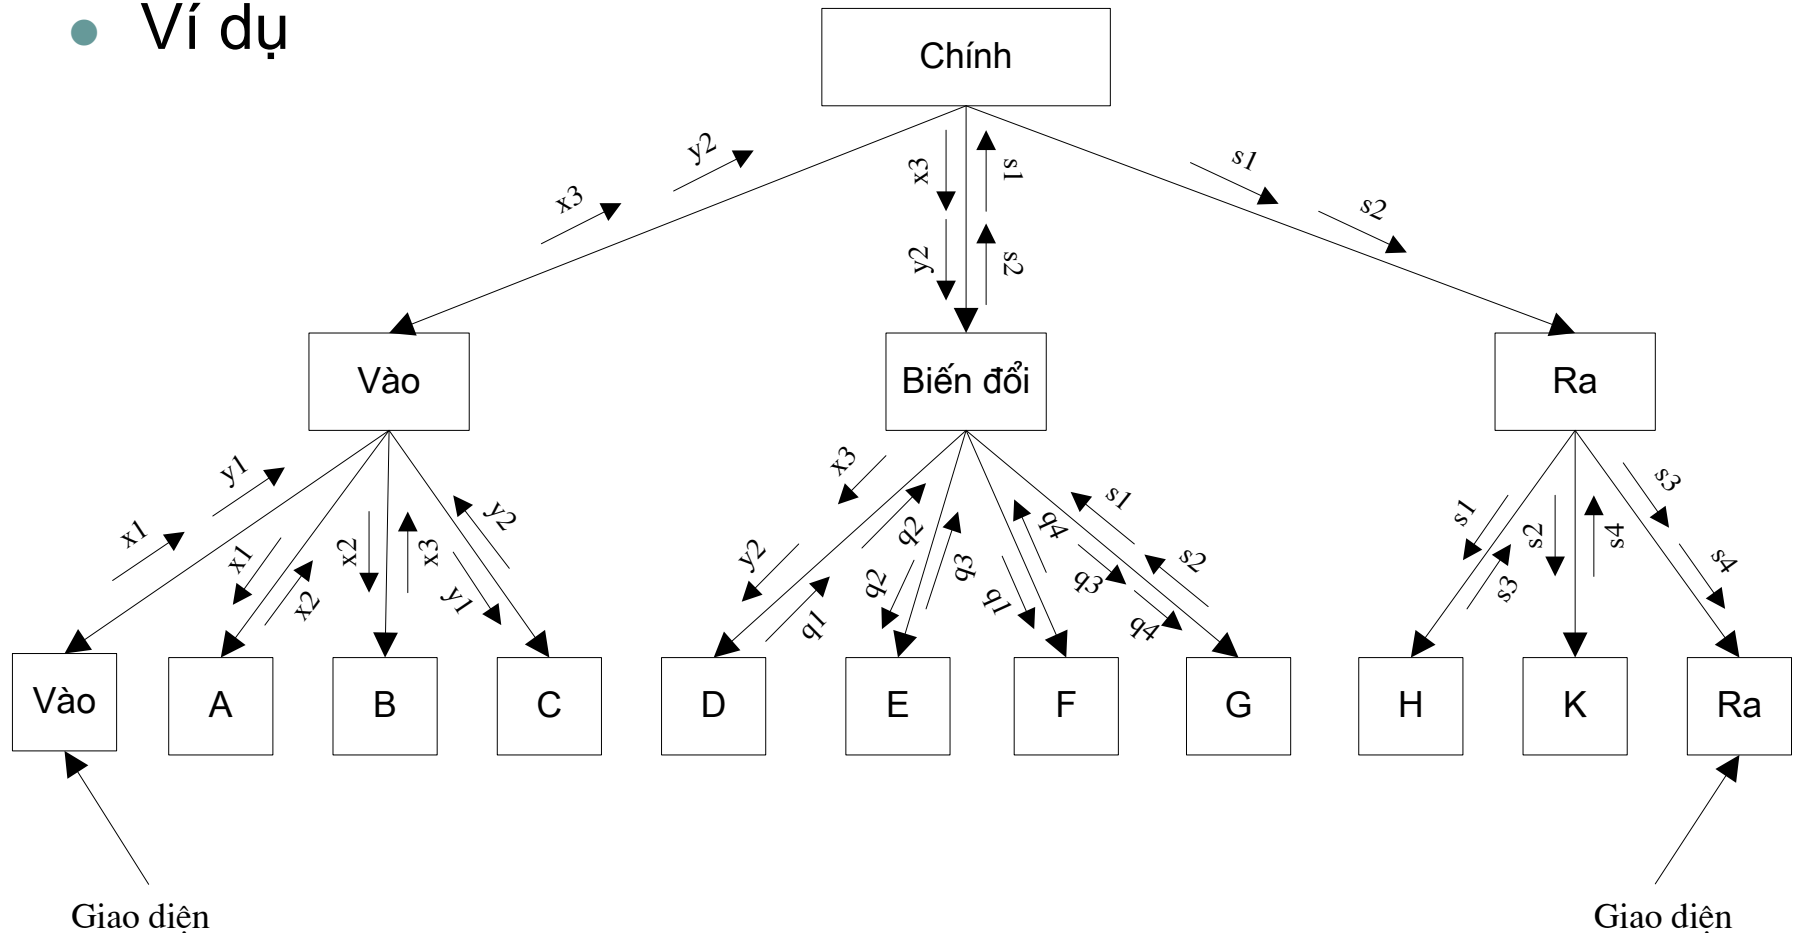 Ví dụ
Chính
y2
x3
x3
s1
y2
s2
s1
s2
Vào
Biến đổi
Ra
y1
x1
x1
x2
x2
x3
y2
y1
x3
y2
q2
q1
q2
q3
q4
q1
s1
s2
q3
q4
s1
s3
s2
s4
s3
s4
Vào
A
B
C
D
E
F
G
H
K
Ra
Giao diện
Giao diện